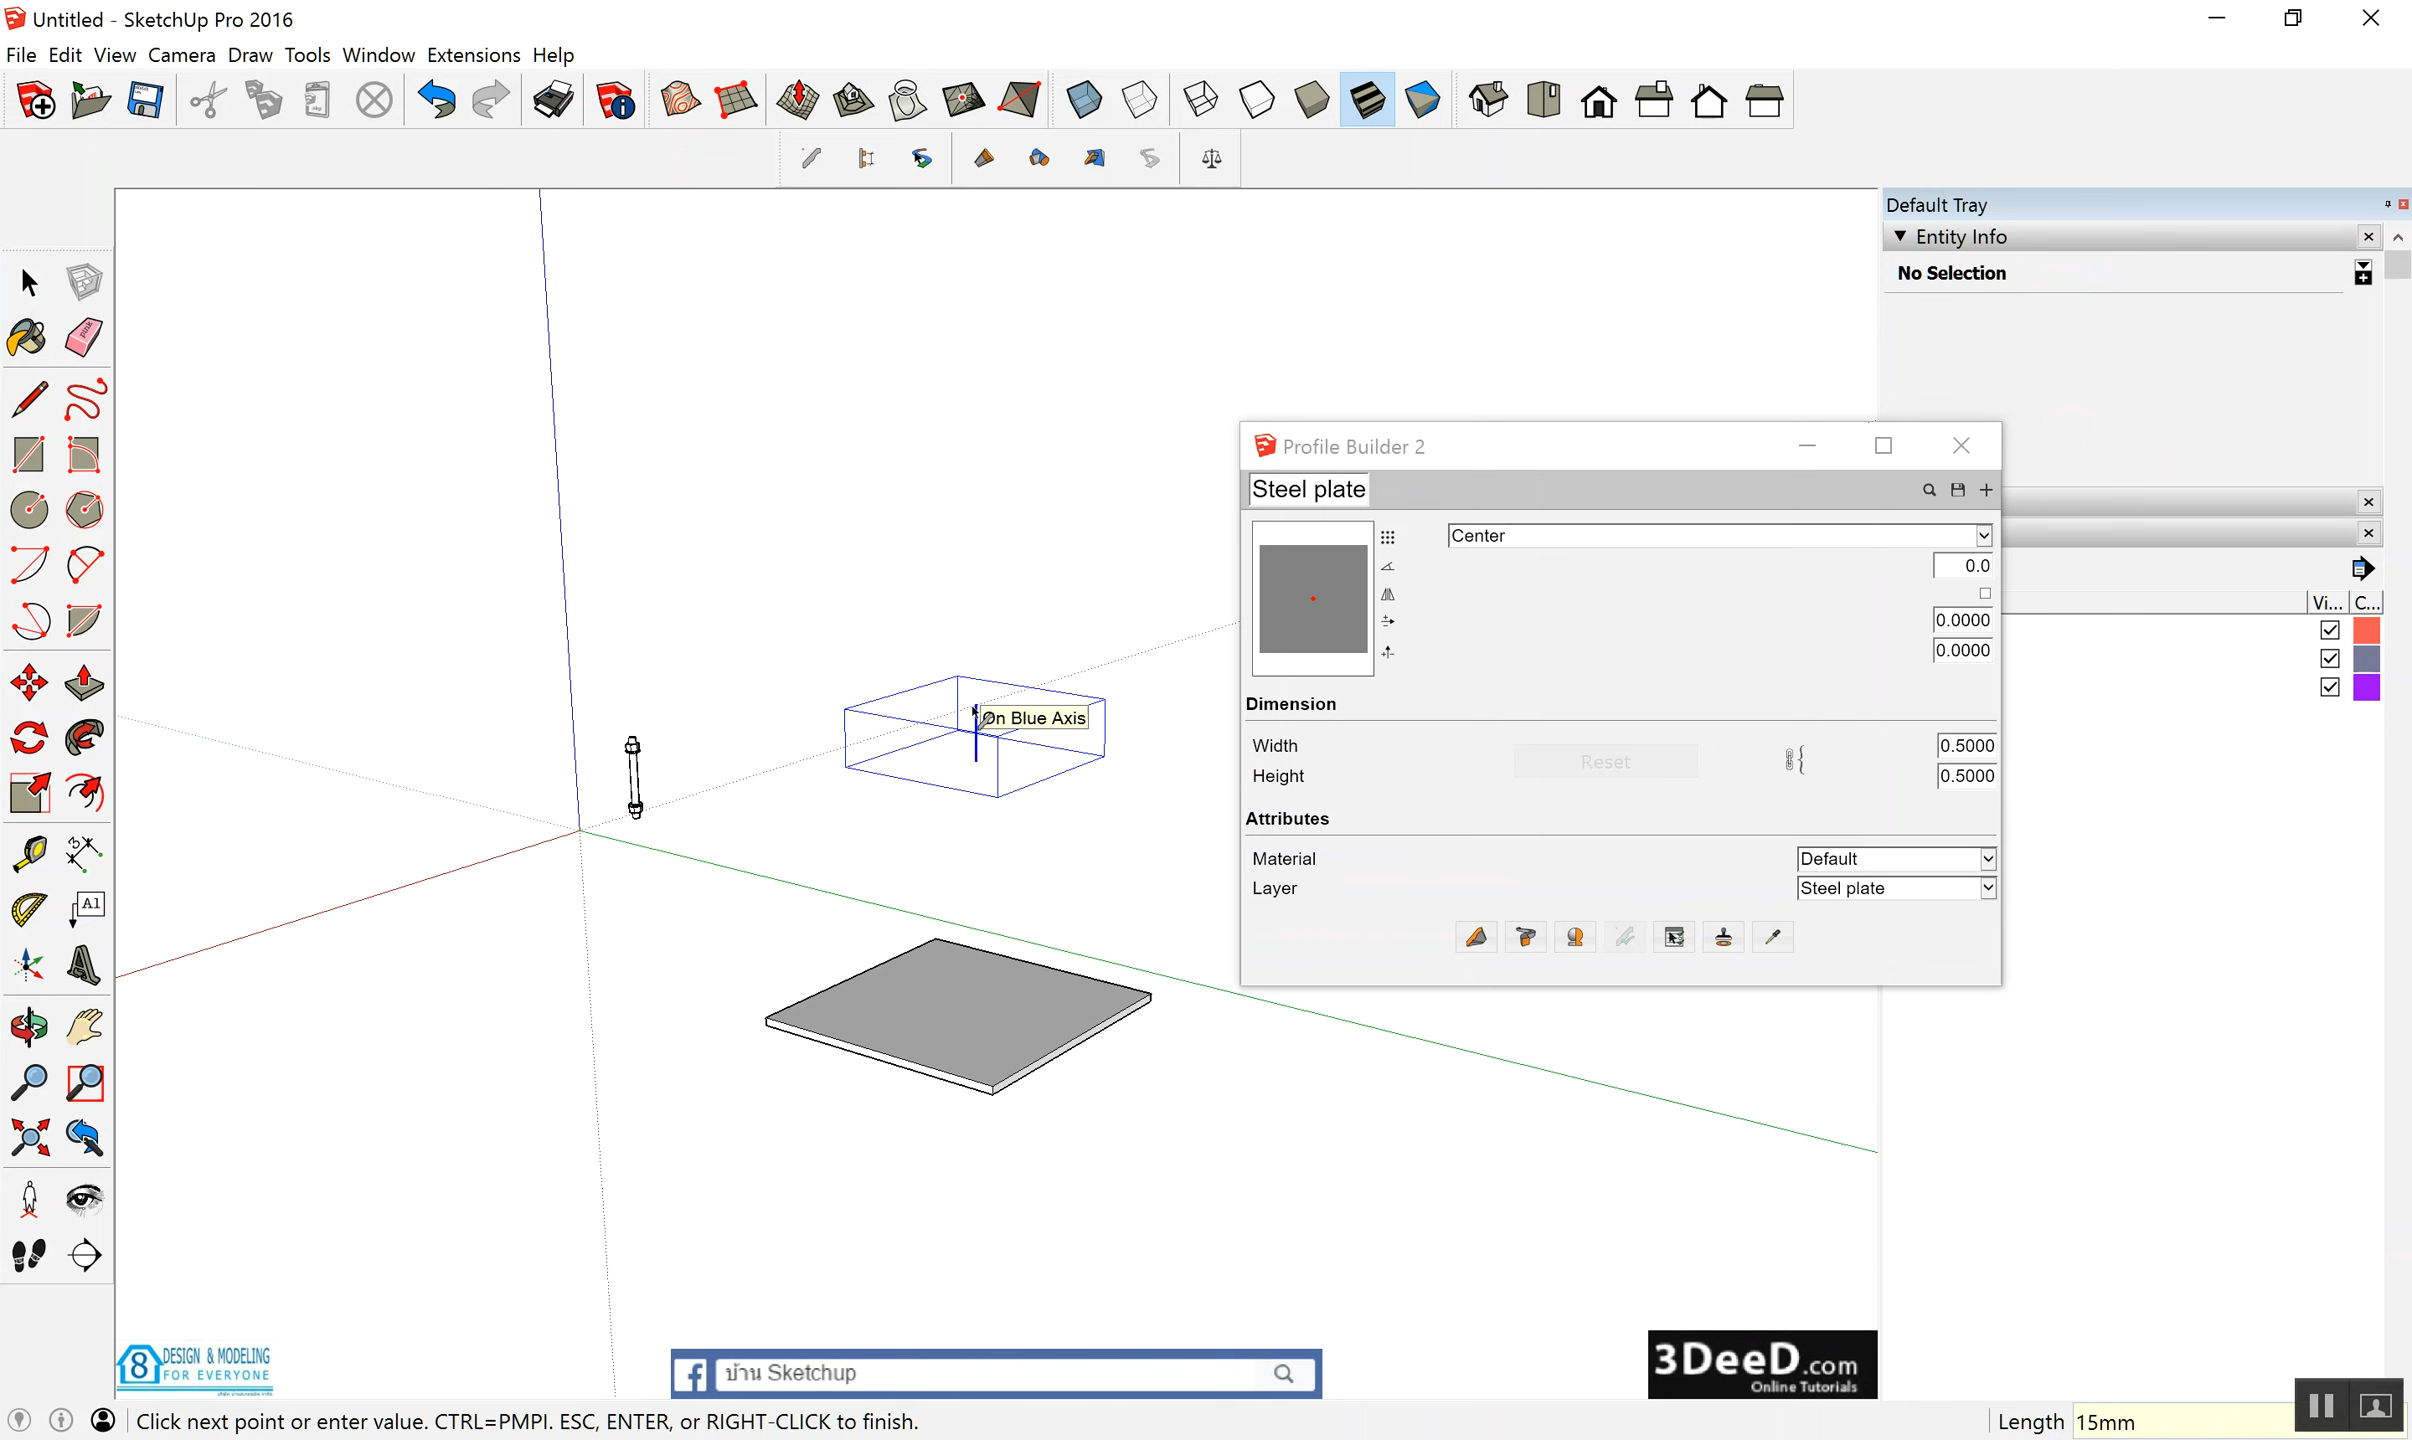 Untitled - SketchUp Pro 2016
File Edit View Camera Draw Tools Window Extensions Help
Default Tray
Entity Info
No Selection
Profile Builder 2
Steel plate
Center
0.0
0.0000
0.0000
Vi... C...
On Blue Axis
Dimension
Width 0.5000
Reset
Height 0.5000
Attributes
Material Default
Layer Steel plate
pink
3
A1
8 DESIGN & MODELING
FOR EVERYONE
บ้าน Sketchup
3DeeD.com
Online Tutorials
Click next point or enter value. CTRL=PMPI. ESC, ENTER, or RIGHT-CLICK to finish.
Length 15mm